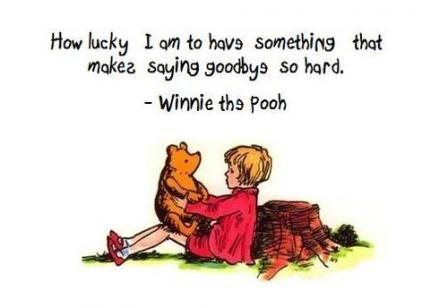 How lucky I am to have something that
makes saying goodbye so hard.
- Winnie the Pooh